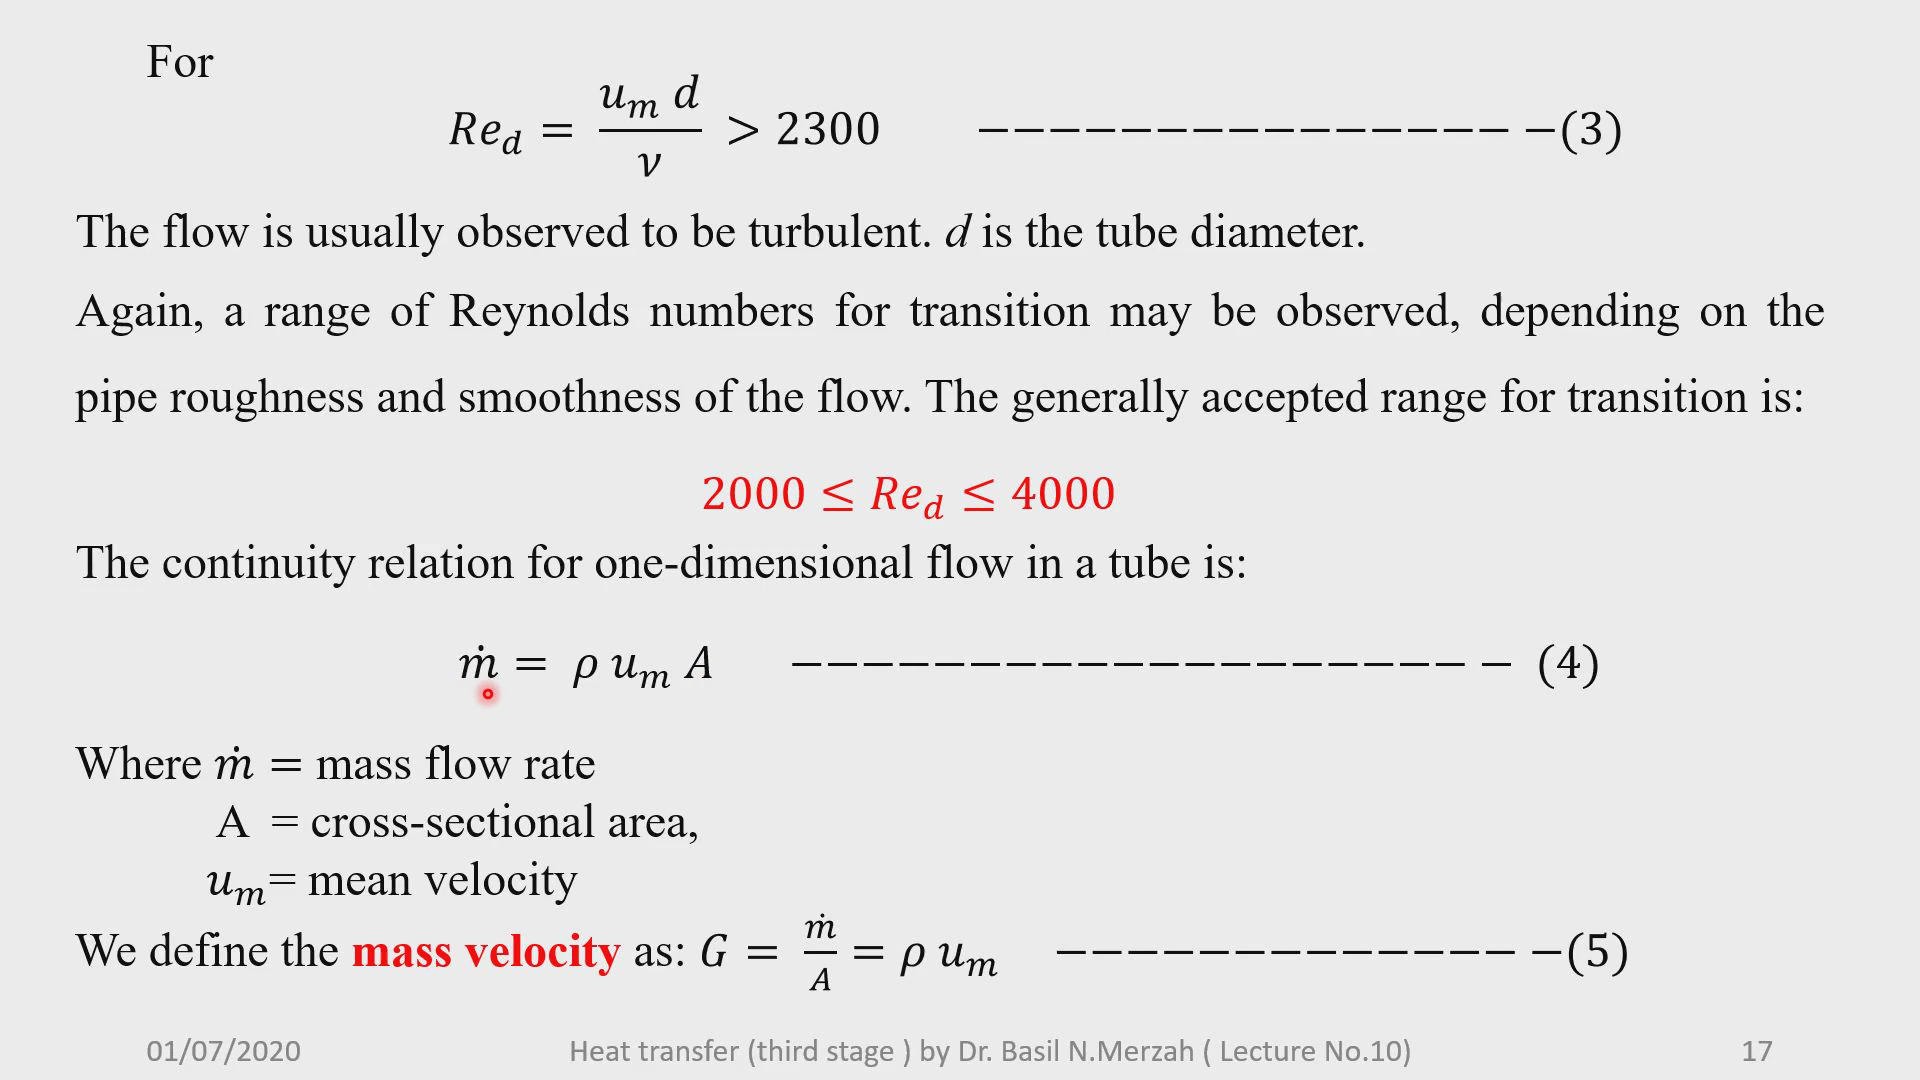 For
Re_d = u_m d / ν > 2300 −−−−−−−−−−−−−−−−(3)
The flow is usually observed to be turbulent. d is the tube diameter.
Again, a range of Reynolds numbers for transition may be observed, depending on the
pipe roughness and smoothness of the flow. The generally accepted range for transition is:
2000 ≤ Re_d ≤ 4000
The continuity relation for one-dimensional flow in a tube is:
ṁ = ρ u_m A −−−−−−−−−−−−−−−−−−−− (4)
Where ṁ = mass flow rate
A = cross-sectional area,
u_m= mean velocity
We define the mass velocity as: G = ṁ / A = ρ u_m −−−−−−−−−−−−−−(5)
01/07/2020 Heat transfer (third stage ) by Dr. Basil N.Merzah ( Lecture No.10) 17